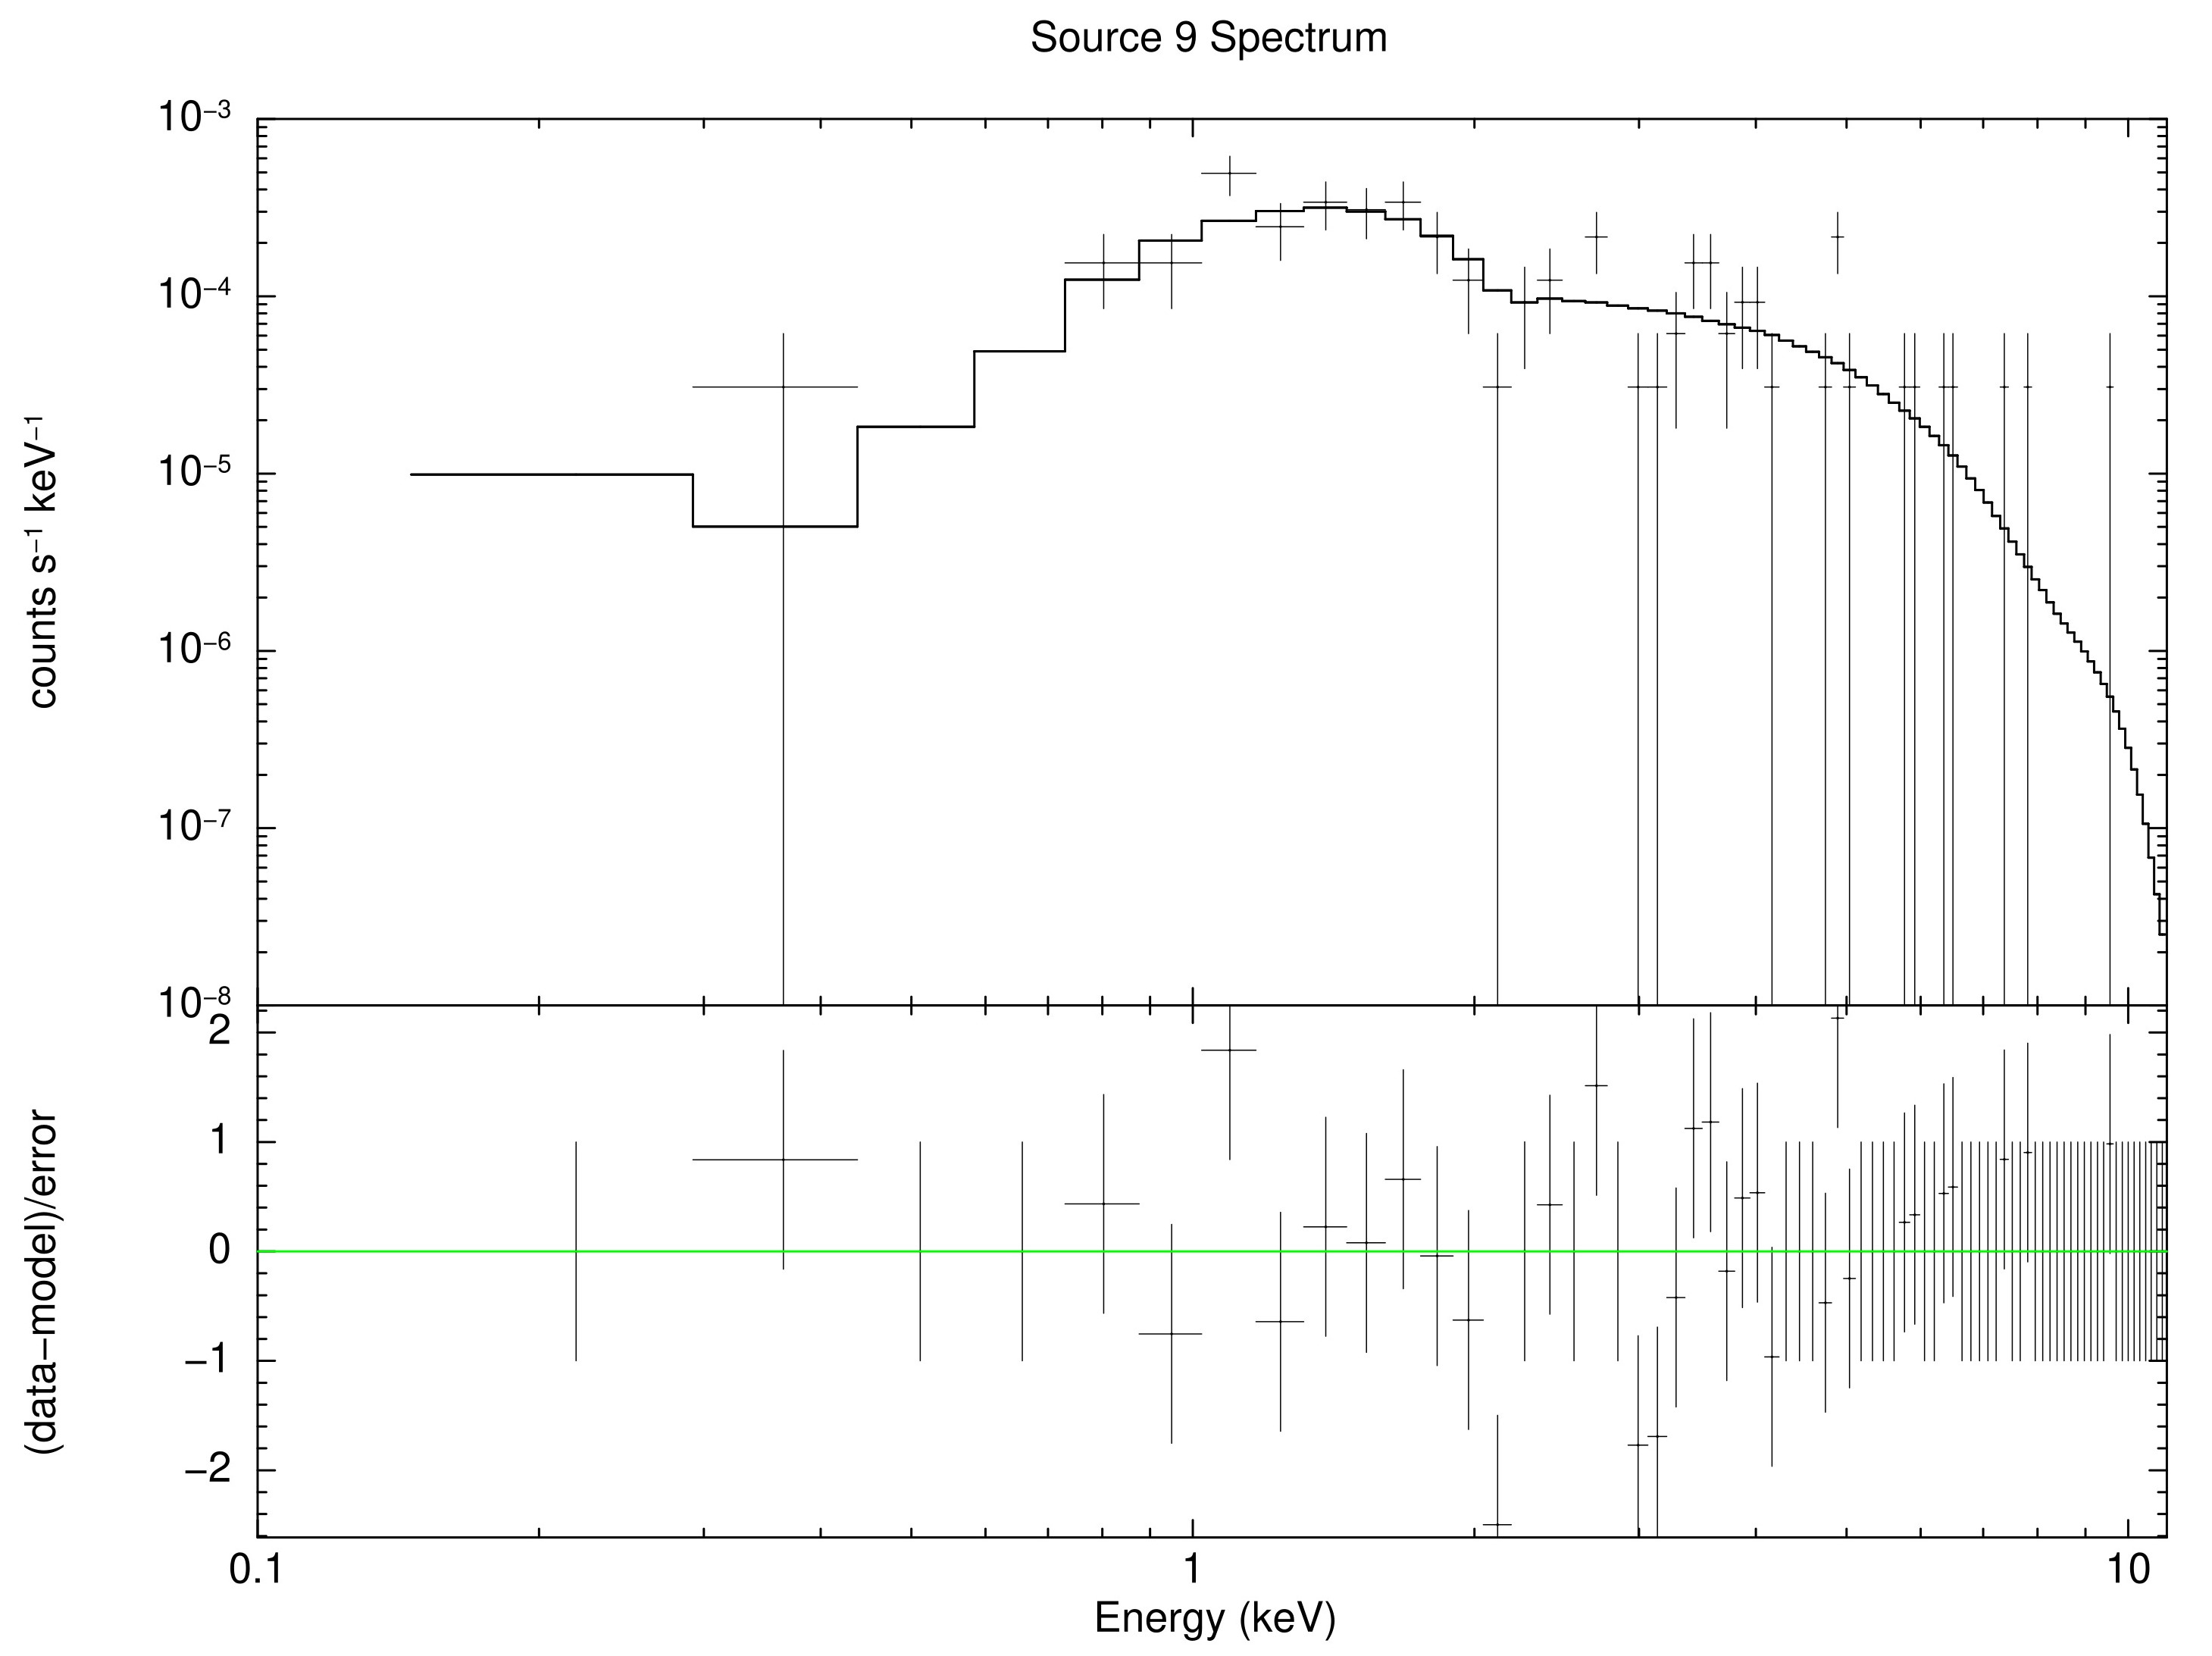 Source 9 Spectrum
10⁻³
10⁻⁴
10⁻⁵
10⁻⁶
10⁻⁷
10⁻⁸
counts s⁻¹ keV⁻¹
2
1
0
−1
−2
(data−model)/error
0.1 1 10
Energy (keV)